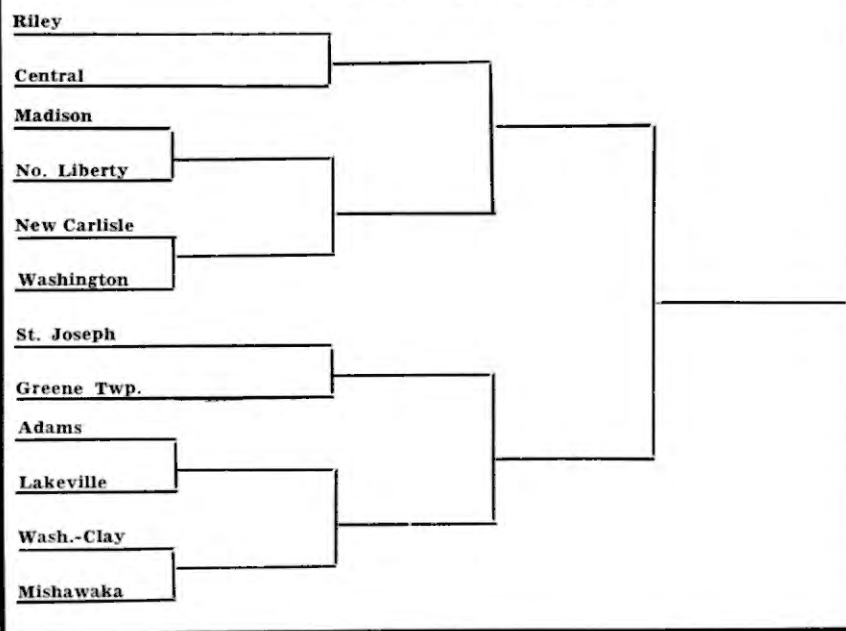 Riley
Central
Madison
No. Liberty
New Carlisle
Washington
St. Joseph
Greene Twp.
Adams
Lakeville
Wash.-Clay
Mishawaka